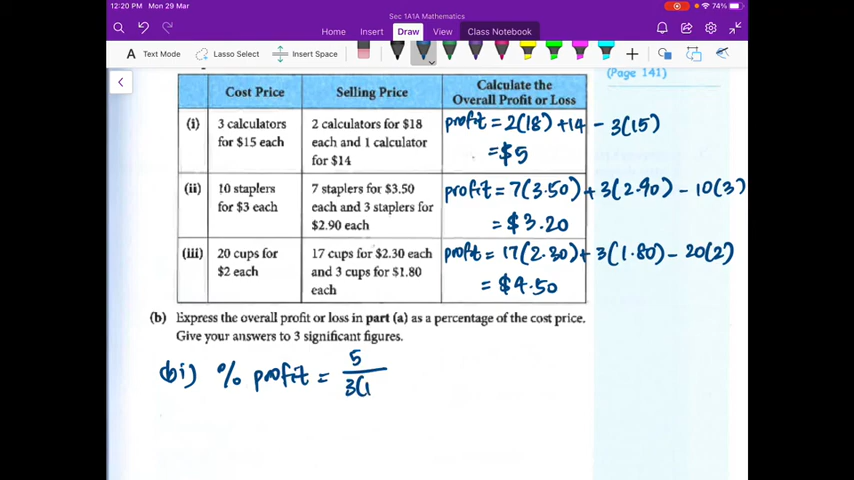 12:20 PM Mon 29 Mar
Sec 1A1A Mathematics
74%
Home Insert Draw View Class Notebook
Text Mode Lasso Select Insert Space
(Page 141)
Cost Price Selling Price Calculate the
Overall Profit or Loss
(i) 3 calculators 2 calculators for $18 profit = 2(18) + 14 - 3(15)
for $15 each each and 1 calculator = $5
for $14
(ii) 10 staplers 7 staplers for $3.50 profit = 7(3.50) + 3(2.90) - 10(3)
for $3 each each and 3 staplers for = $3.20
$2.90 each
(iii) 20 cups for 17 cups for $2.30 each profit = 17(2.30) + 3(1.80) - 20(2)
$2 each and 3 cups for $1.80 = $4.50
each
(b) Express the overall profit or loss in part (a) as a percentage of the cost price.
Give your answers to 3 significant figures.
bi) % profit = 5
3(1